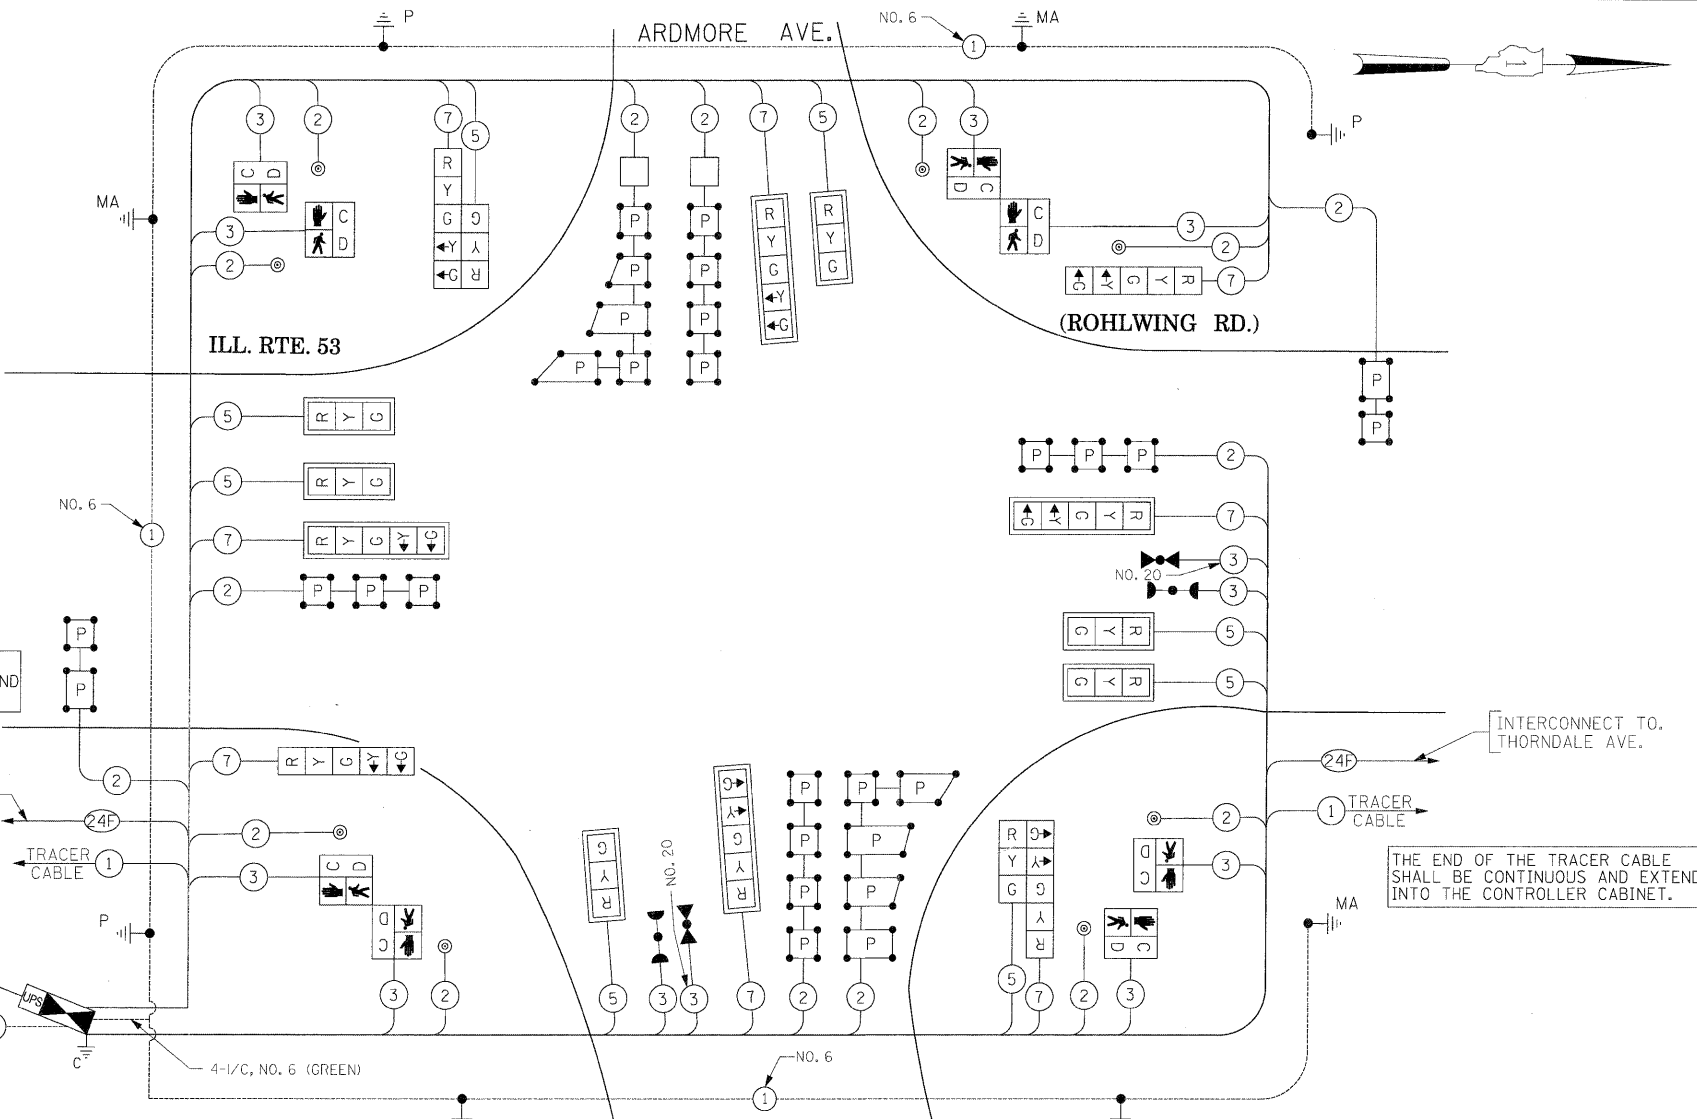 P
ARDMORE AVE.
NO. 6
1
MA
1
P
3
2
7
5
2
2
7
5
2
3
C D
R
Y
G
Y
G
G
Y
R
C
D
3
2
MA
P
P
P
P
P
P
P
P
P
R
Y
G
Y
G
R
Y
G
D C
C
D
3
2
2
G Y G Y R
7
ILL. RTE. 53
(ROHLWING RD.)
P
P
5
R Y G
5
R Y G
NO. 6
1
7
R Y G Y G
2
P P P
P P P
2
G Y G Y R
7
3
NO. 20
3
G Y R
5
G Y R
5
P
P
ND
7
R Y G Y G
2
24F
2
TRACER
CABLE
1
3
C D
D
C
P
3
2
UPS
C
4-1/C, NO. 6 (GREEN)
G
Y
R
5
3
NO. 20
3
G
Y
G
Y
R
7
P
P
P
P
2
P P
P
P
P
2
R
Y
G
G
Y
G
Y
R
5
7
2
D
C
3
2
D C
3
INTERCONNECT TO.
THORNDALE AVE.
24F
1
TRACER
CABLE
THE END OF THE TRACER CABLE
SHALL BE CONTINUOUS AND EXTEND
INTO THE CONTROLLER CABINET.
MA
NO. 6
1